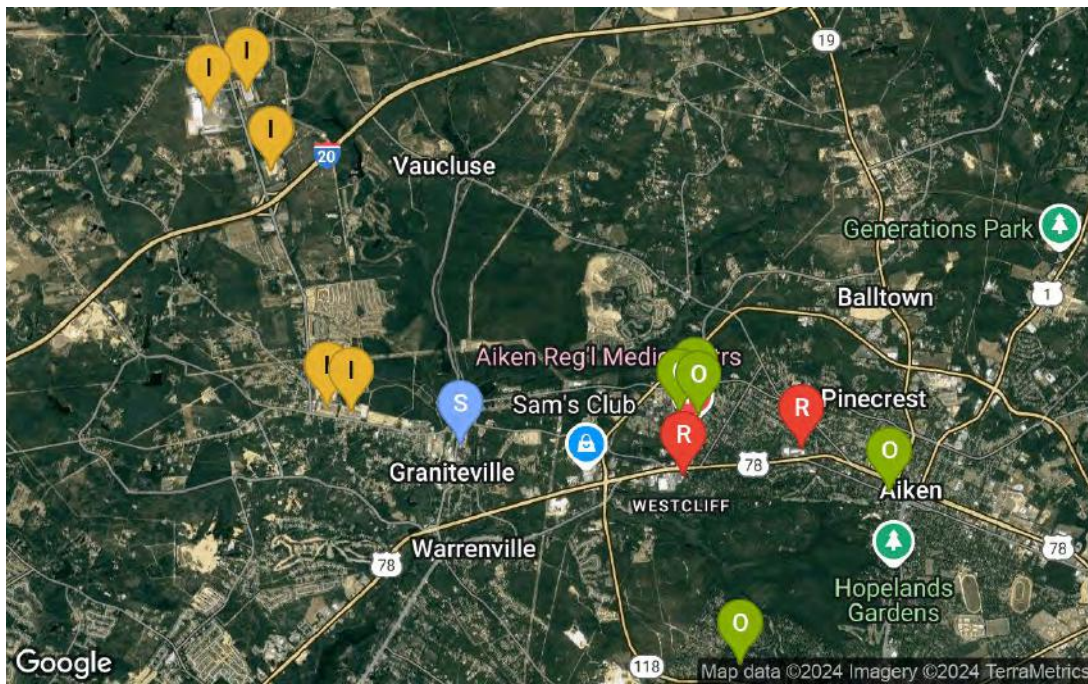 19
I
I
I
20
Vaucluse
Generations Park
1
Balltown
Aiken Reg'l Medic
trs
O
I
S
Sam's Club
R
Pinecrest
R
O
78
Graniteville
Aiken
WESTCLIFF
Warrenville
78
78
Hopelands
Gardens
O
118
Google
Map data ©2024 Imagery ©2024 TerraMetrics